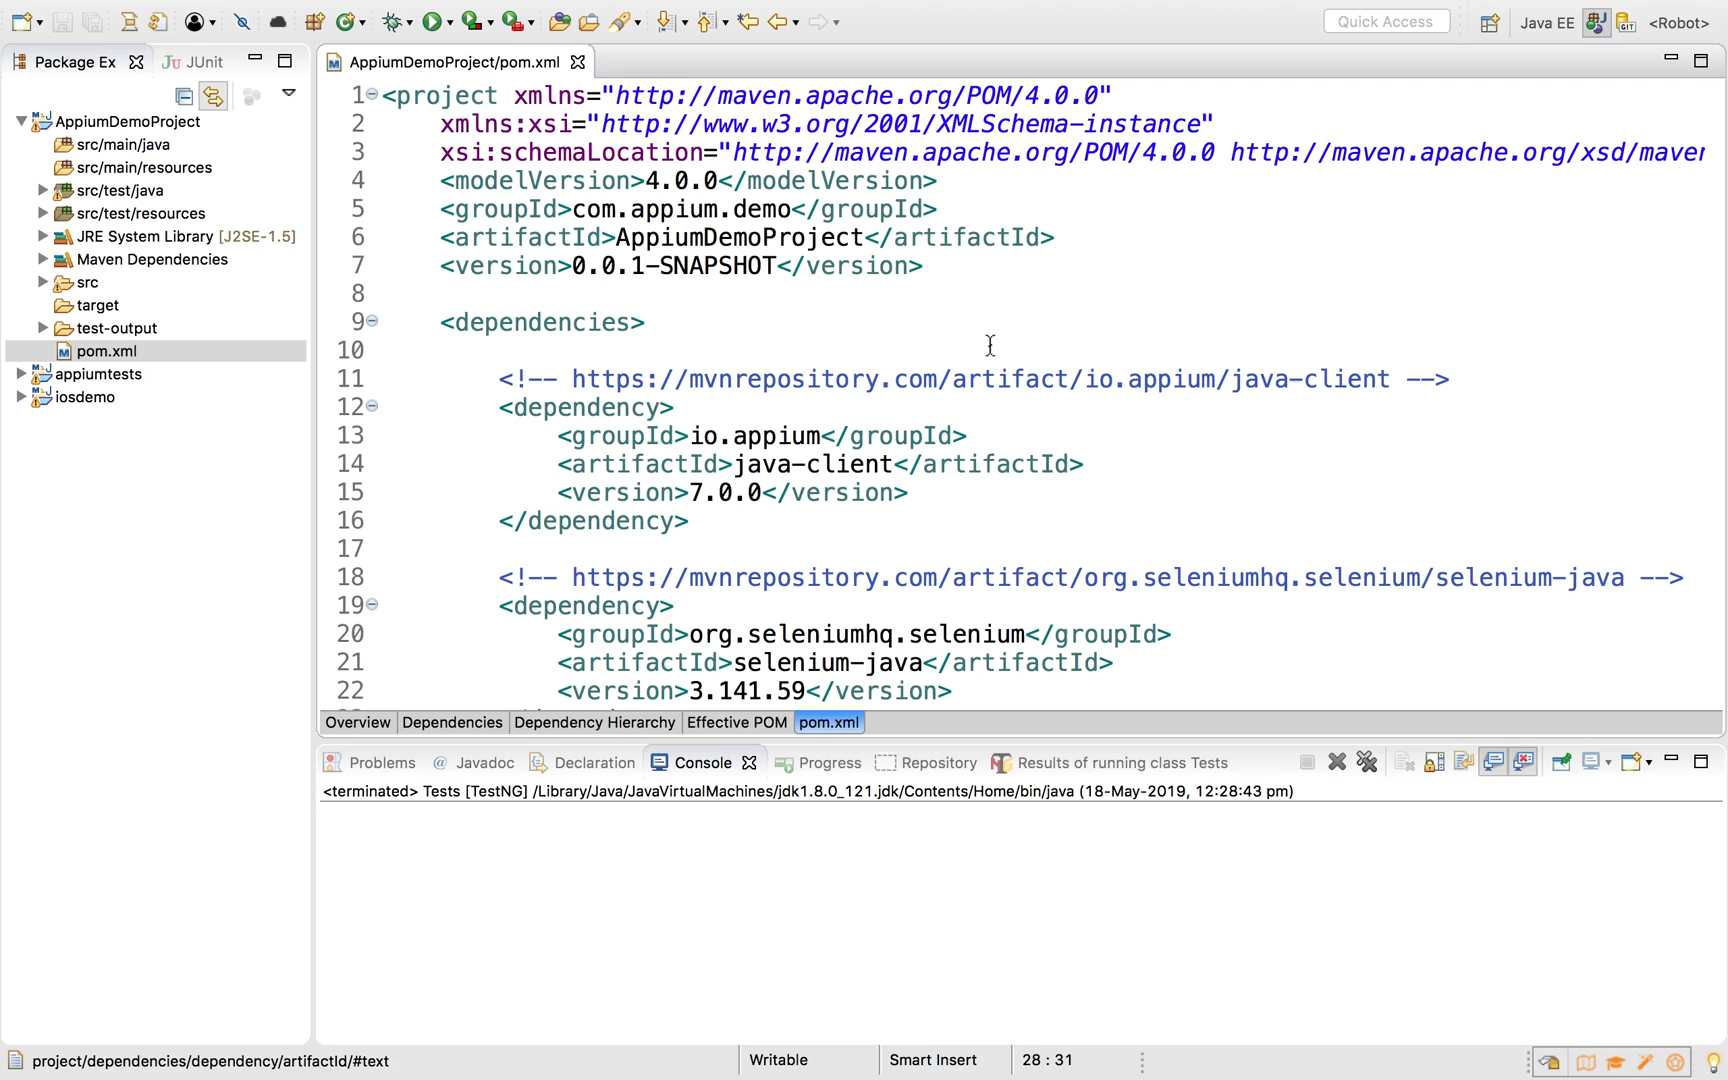 Quick Access
Java EE
<Robot>
Package Ex
JUnit
AppiumDemoProject/pom.xml
AppiumDemoProject
src/main/java
src/main/resources
src/test/java
src/test/resources
JRE System Library [J2SE-1.5]
Maven Dependencies
src
target
test-output
pom.xml
appiumtests
iosdemo
1 <project xmlns="http://maven.apache.org/POM/4.0.0"
2 xmlns:xsi="http://www.w3.org/2001/XMLSchema-instance"
3 xsi:schemaLocation="http://maven.apache.org/POM/4.0.0 http://maven.apache.org/xsd/maver
4 <modelVersion>4.0.0</modelVersion>
5 <groupId>com.appium.demo</groupId>
6 <artifactId>AppiumDemoProject</artifactId>
7 <version>0.0.1-SNAPSHOT</version>
8
9 <dependencies>
10
11 <!-- https://mvnrepository.com/artifact/io.appium/java-client -->
12 <dependency>
13 <groupId>io.appium</groupId>
14 <artifactId>java-client</artifactId>
15 <version>7.0.0</version>
16 </dependency>
17
18 <!-- https://mvnrepository.com/artifact/org.seleniumhq.selenium/selenium-java -->
19 <dependency>
20 <groupId>org.seleniumhq.selenium</groupId>
21 <artifactId>selenium-java</artifactId>
22 <version>3.141.59</version>
Overview Dependencies Dependency Hierarchy Effective POM pom.xml
Problems @ Javadoc Declaration Console Progress Repository Results of running class Tests
<terminated> Tests [TestNG] /Library/Java/JavaVirtualMachines/jdk1.8.0_121.jdk/Contents/Home/bin/java (18-May-2019, 12:28:43 pm)
project/dependencies/dependency/artifactId/#text
Writable
Smart Insert
28 : 31